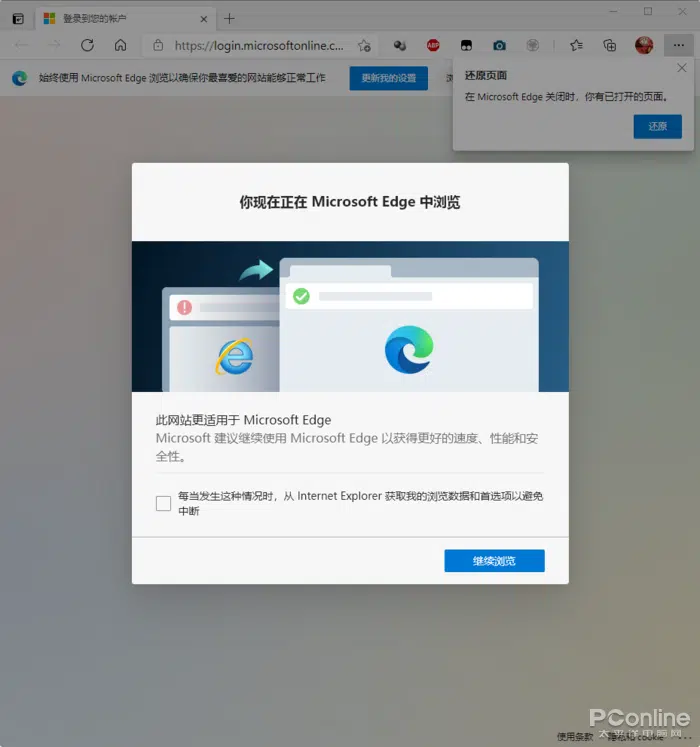 登录到您的帐户
https://login.microsoftonline.c...
ABP
始终使用 Microsoft Edge 浏览以确保你最喜爱的网站能够正常工作
更新我的设置
还原页面
在 Microsoft Edge 关闭时，你有已打开的页面。
还原
你现在正在 Microsoft Edge 中浏览
此网站更适用于 Microsoft Edge
Microsoft 建议继续使用 Microsoft Edge 以获得更好的速度、性能和安
全性。
每当发生这种情况时，从 Internet Explorer 获取我的浏览数据和首选项以避免
中断
继续浏览
PConline
太平洋电脑网
使用条款 隐私和 cookie